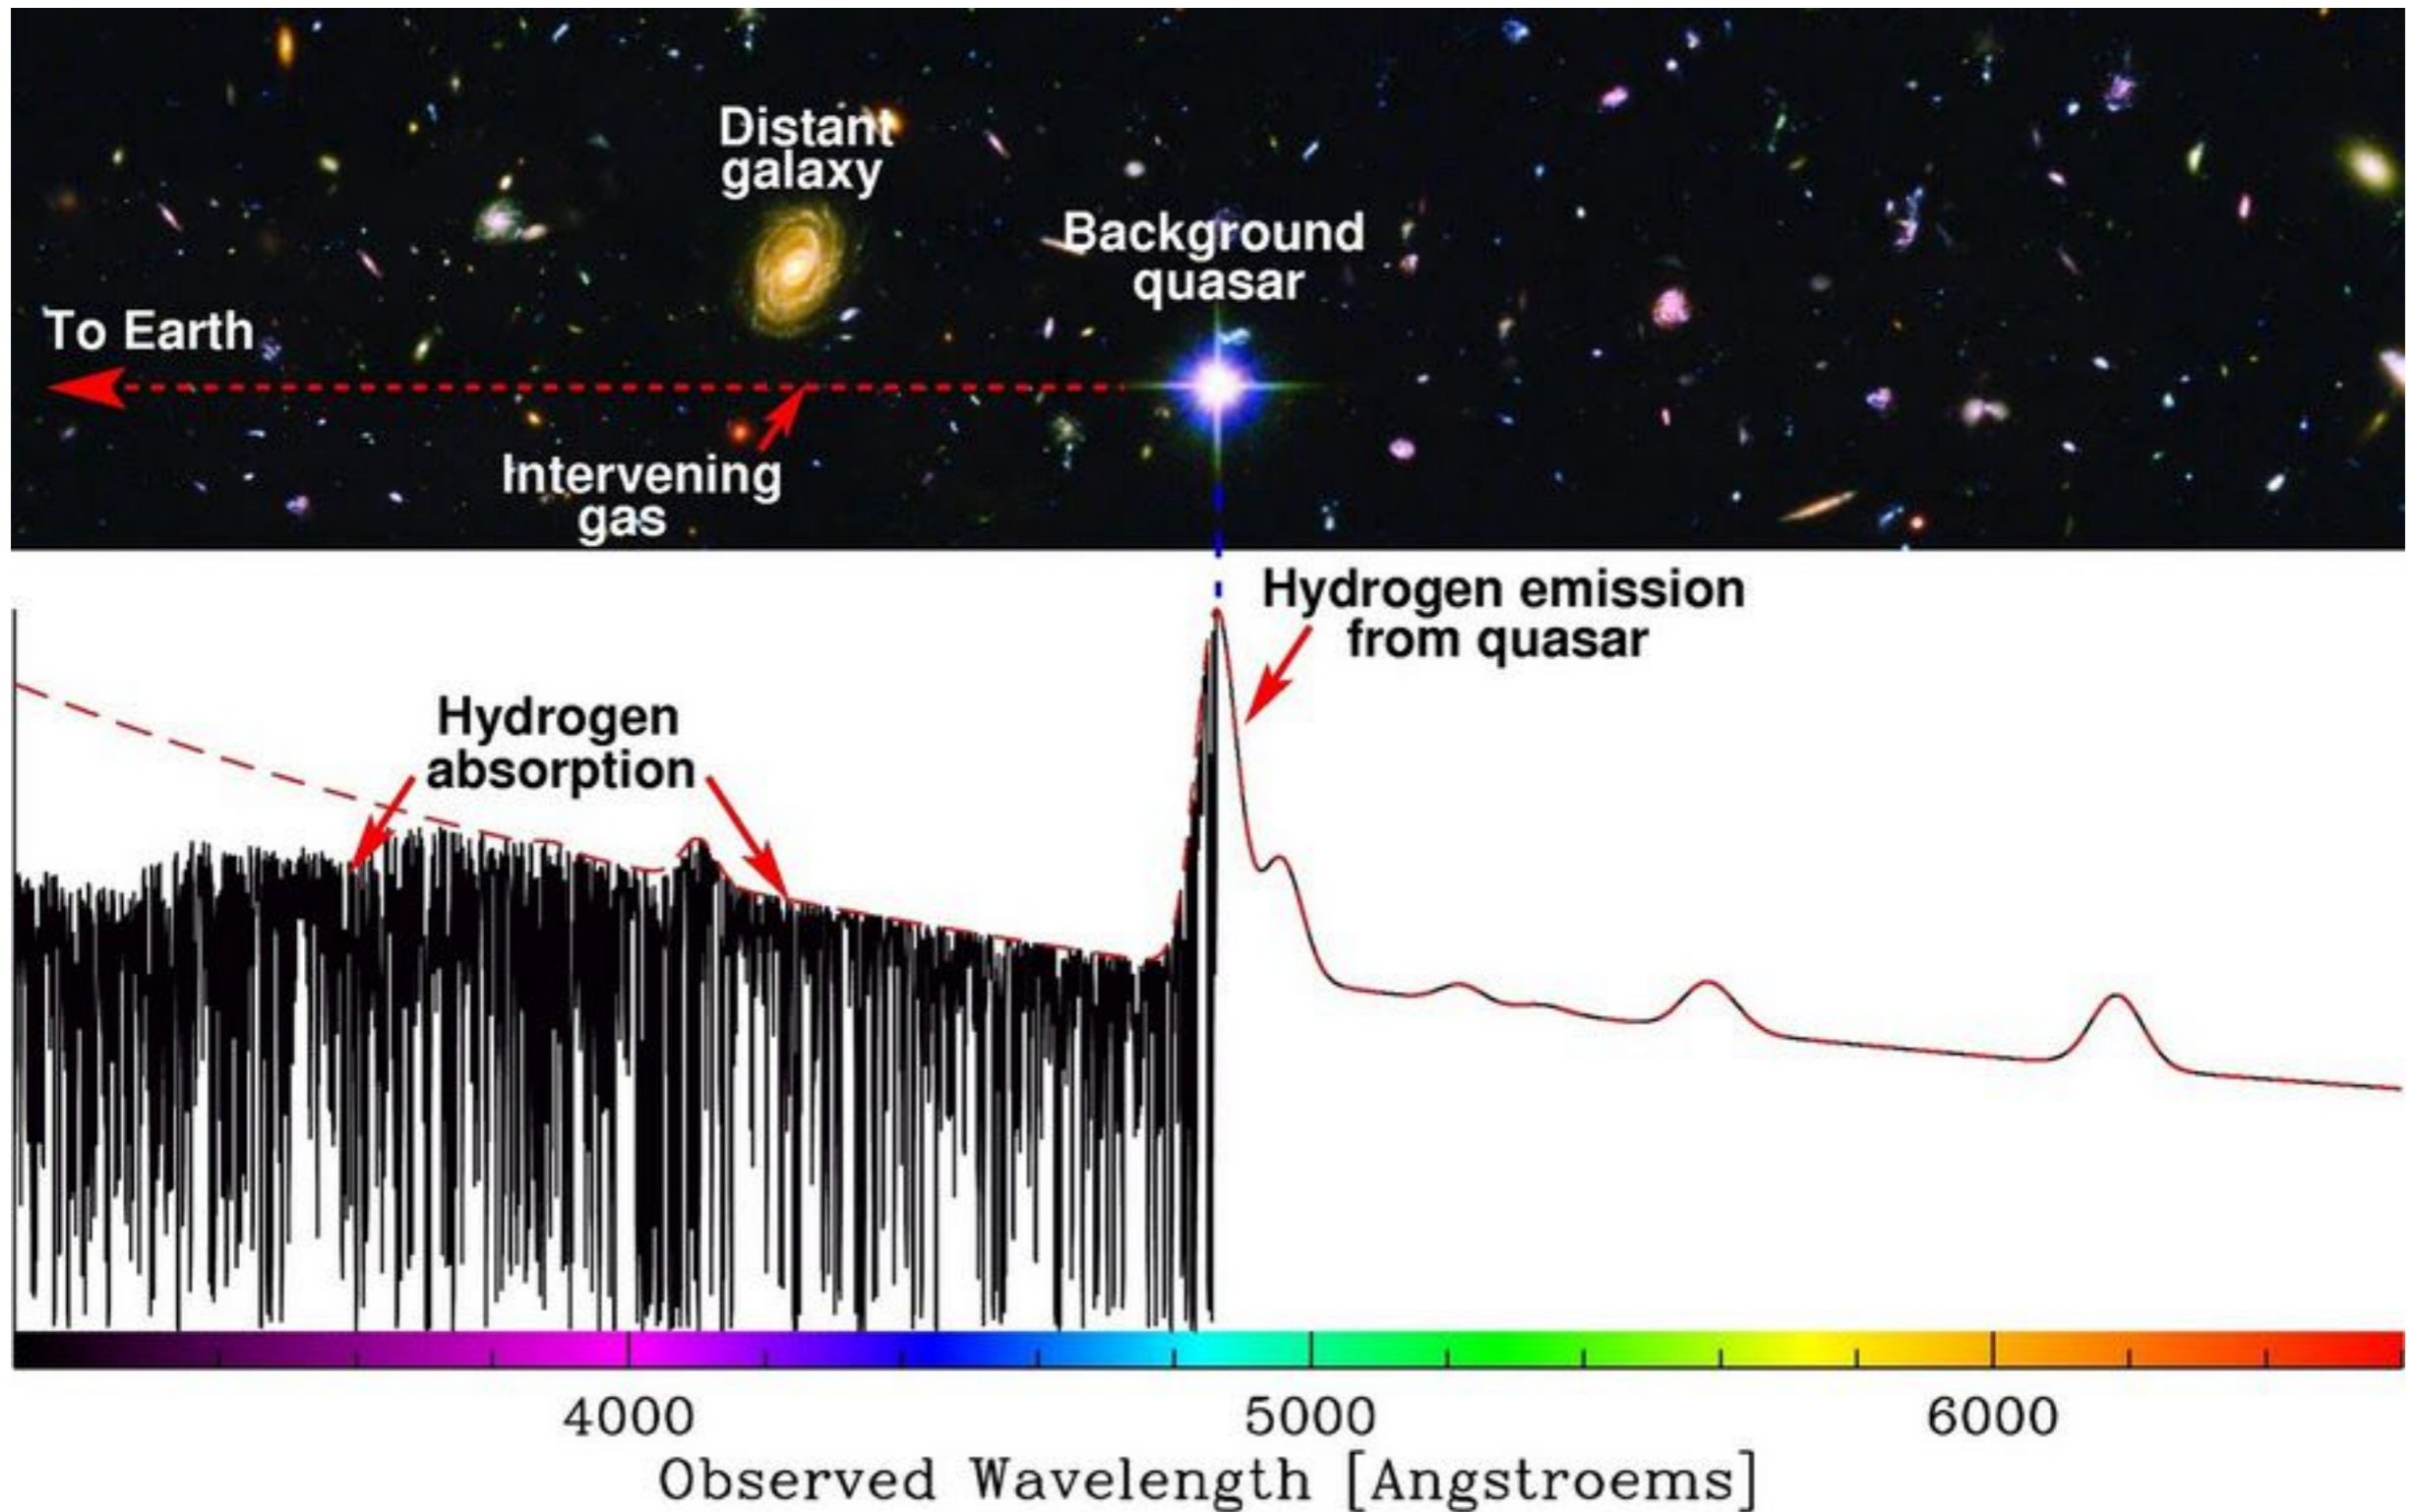 Distant
galaxy
Background
quasar
To Earth
Intervening
gas
Hydrogen emission
from quasar
Hydrogen
absorption
4000 5000 6000
Observed Wavelength [Angstroems]